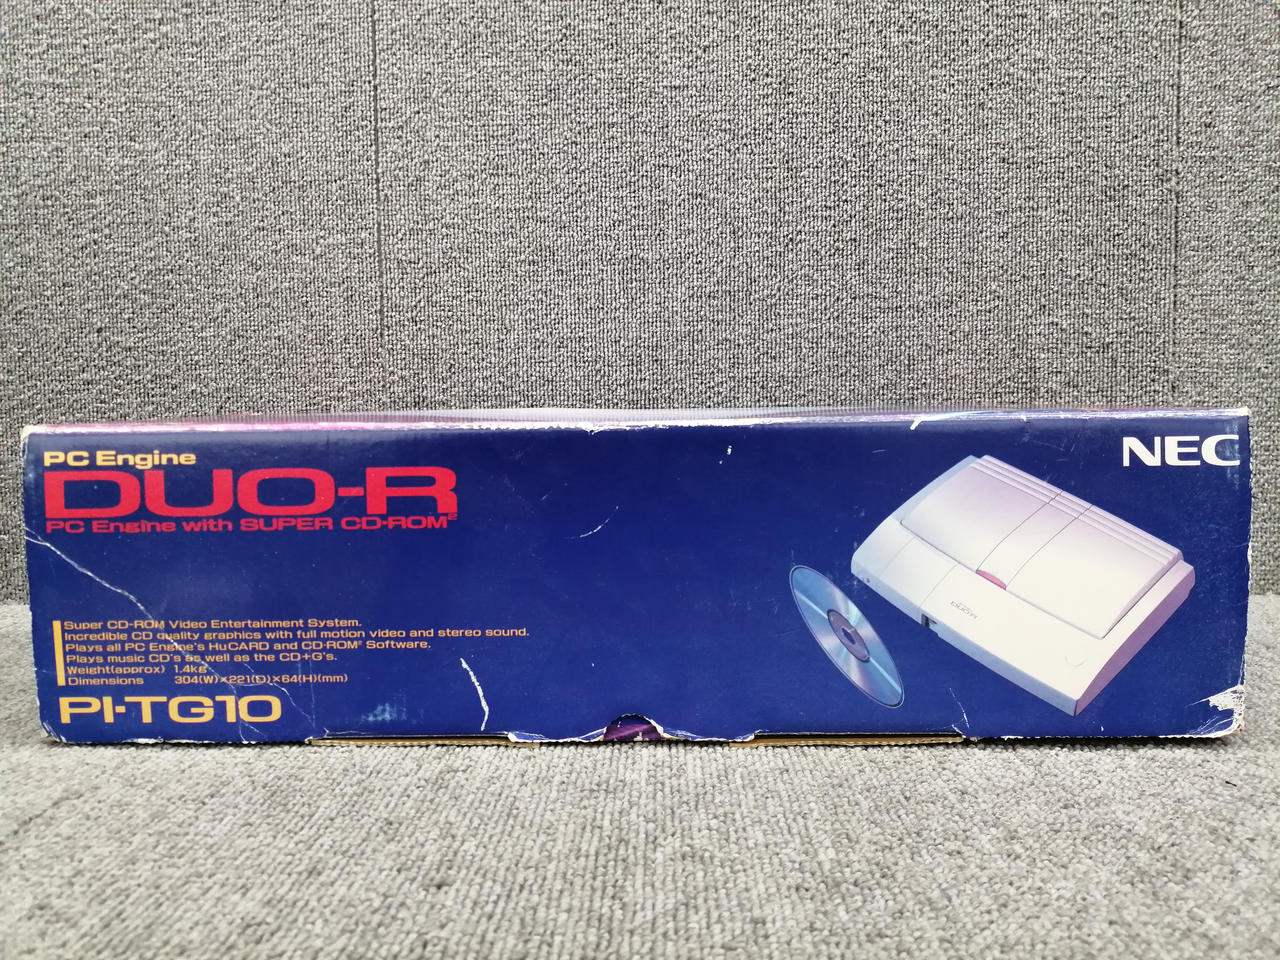 PC Engine
DUO-R
PC Engine with SUPER CD-ROM²
NEC
Super CD-ROM Video Entertainment System.
Incredible CD quality graphics with full motion video and stereo sound.
Plays all PC Engine's HuCARD and CD-ROM² Software.
Plays music CD's as well as the CD+G's.
Weight(approx) 1.4kg
Dimensions 304(W)×221(D)×64(H)(mm)
PI-TG10
DUO